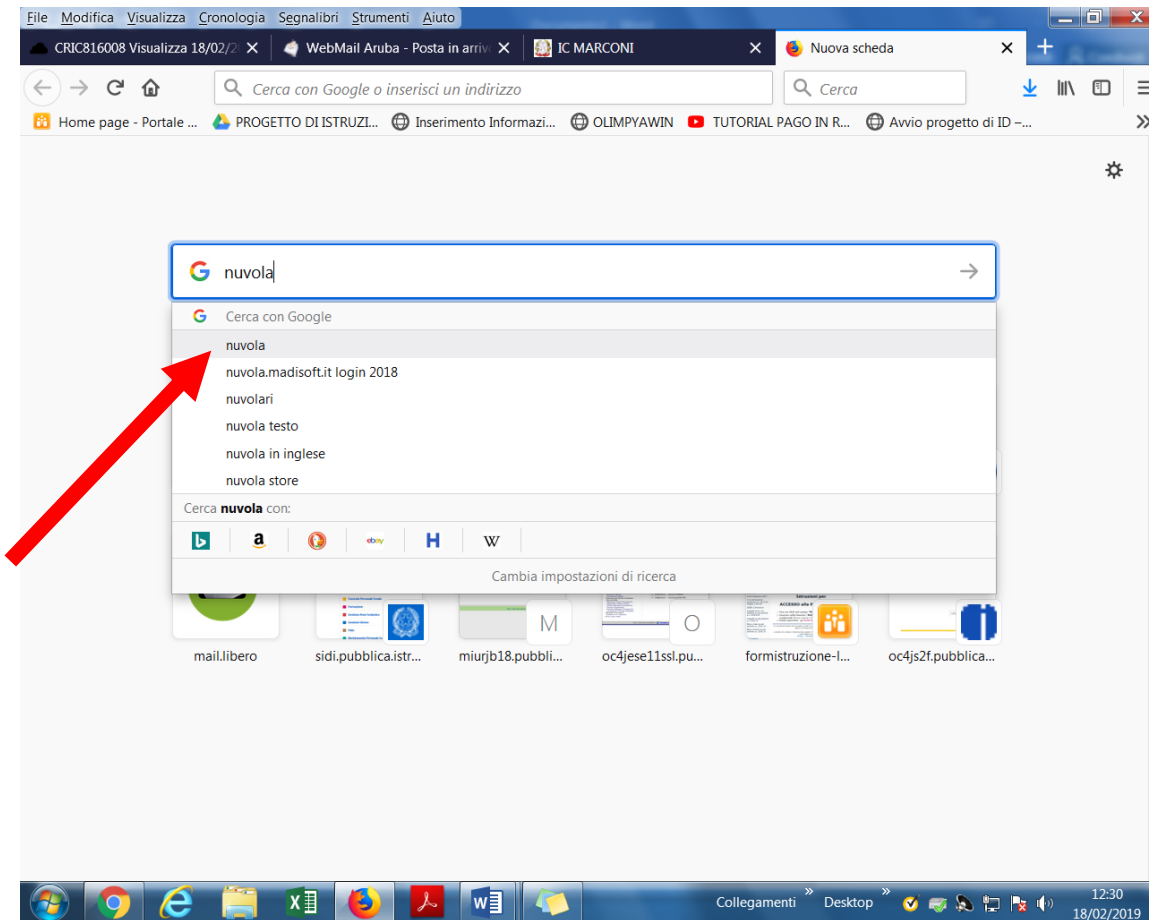 File Modifica Visualizza Cronologia Segnalibri Strumenti Aiuto
CRIC816008 Visualizza 18/02/2 WebMail Aruba - Posta in arriv IC MARCONI Nuova scheda
Cerca con Google o inserisci un indirizzo Cerca
Home page - Portale ... PROGETTO DI ISTRUZI... Inserimento Informazi... OLIMPYAWIN TUTORIAL PAGO IN R... Avvio progetto di ID –...
G nuvola
G Cerca con Google
nuvola
nuvola.madisoft.it login 2018
nuvolari
nuvola testo
nuvola in inglese
nuvola store
Cerca nuvola con:
b a ebay H W
Cambia impostazioni di ricerca
Istruzioni per
M O
mail.libero sidi.pubblica.istr... miurjb18.pubbli... oc4jese11ssl.pu... formistruzione-l... oc4js2f.pubblica...
Collegamenti Desktop 12:30
18/02/2019